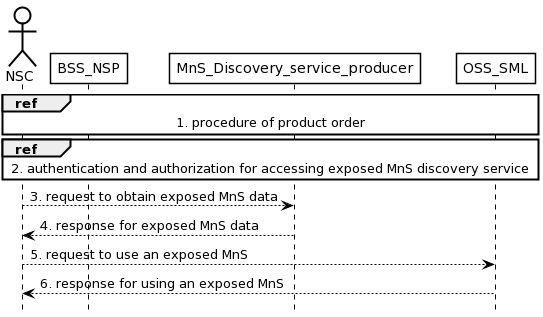 NSC
BSS_NSP
MnS_Discovery_service_producer
OSS_SML
ref
1. procedure of product order
ref
2. authentication and authorization for accessing exposed MnS discovery service
3. request to obtain exposed MnS data
4. response for exposed MnS data
5. request to use an exposed MnS
6. response for using an exposed MnS